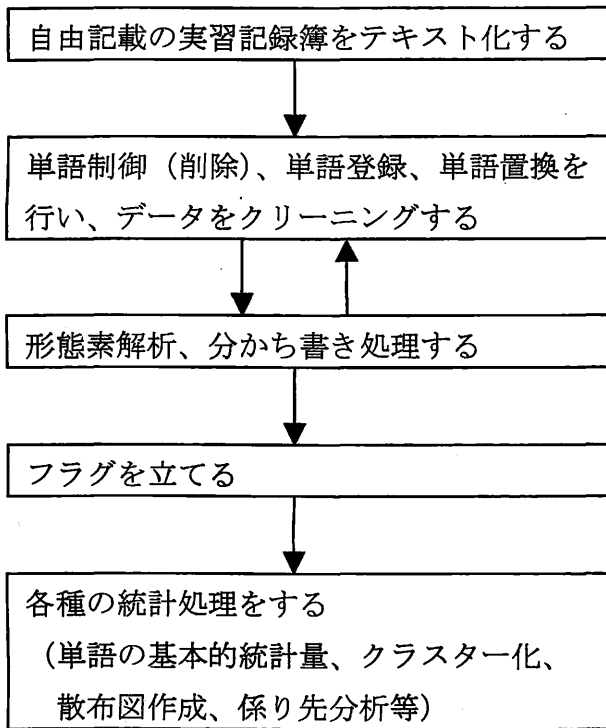 自由記載の実習記録簿をテキスト化する
単語制御（削除）、単語登録、単語置換を
行い、データをクリーニングする
形態素解析、分かち書き処理する
フラグを立てる
各種の統計処理をする
（単語の基本的統計量、クラスター化、
散布図作成、係り先分析等）